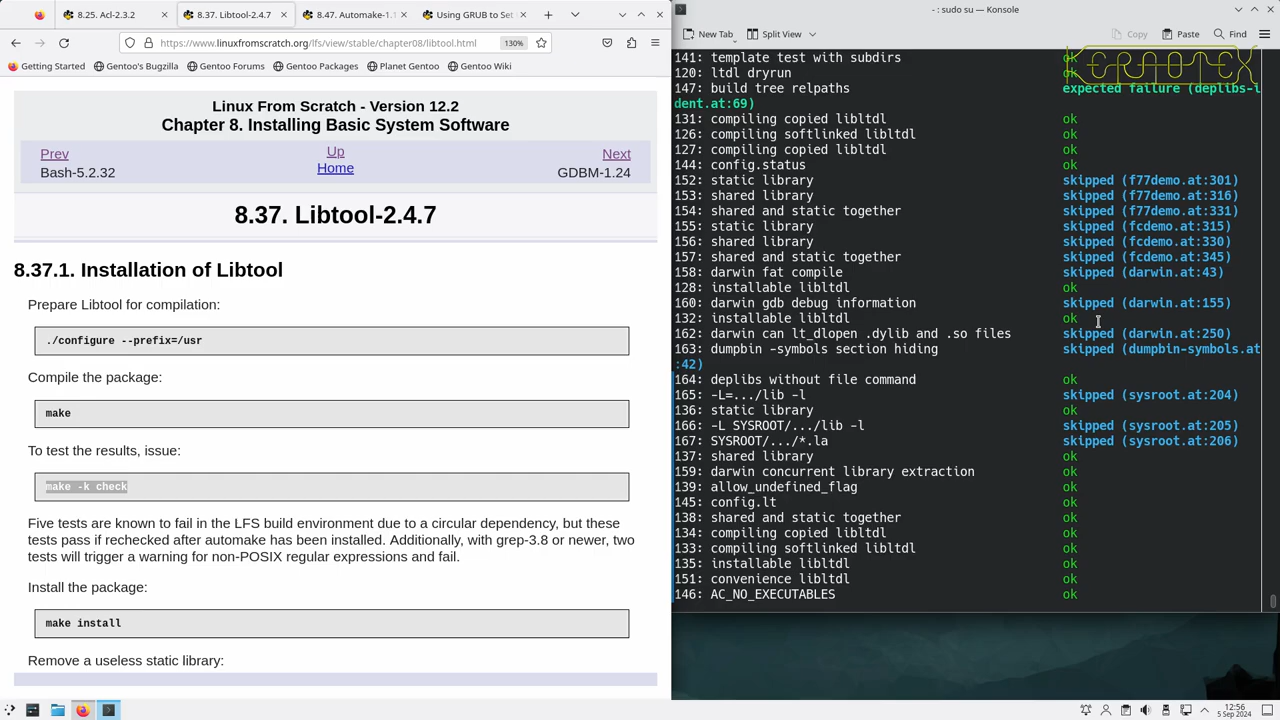 8.25. Acl-2.3.2
8.37. Libtool-2.4.7
8.47. Automake-1.1
Using GRUB to Set
https://www.linuxfromscratch.org/lfs/view/stable/chapter08/libtool.html
130%
Getting Started
Gentoo's Bugzilla
Gentoo Forums
Gentoo Packages
Planet Gentoo
Gentoo Wiki
Linux From Scratch - Version 12.2
Chapter 8. Installing Basic System Software
Prev
Up
Next
Bash-5.2.32
Home
GDBM-1.24
8.37. Libtool-2.4.7
8.37.1. Installation of Libtool
Prepare Libtool for compilation:
./configure --prefix=/usr
Compile the package:
make
To test the results, issue:
make -k check
Five tests are known to fail in the LFS build environment due to a circular dependency, but these
tests pass if rechecked after automake has been installed. Additionally, with grep-3.8 or newer, two
tests will trigger a warning for non-POSIX regular expressions and fail.
Install the package:
make install
Remove a useless static library:
- : sudo su — Konsole
New Tab
Split View
Copy
Paste
Find
KERNOTEX
141: template test with subdirs ok
120: ltdl dryrun ok
147: build tree relpaths expected failure (deplibs-i
dent.at:69)
131: compiling copied libltdl ok
126: compiling softlinked libltdl ok
127: compiling copied libltdl ok
144: config.status ok
152: static library skipped (f77demo.at:301)
153: shared library skipped (f77demo.at:316)
154: shared and static together skipped (f77demo.at:331)
155: static library skipped (fcdemo.at:315)
156: shared library skipped (fcdemo.at:330)
157: shared and static together skipped (fcdemo.at:345)
158: darwin fat compile skipped (darwin.at:43)
128: installable libltdl ok
160: darwin gdb debug information skipped (darwin.at:155)
132: installable libltdl ok
162: darwin can lt_dlopen .dylib and .so files skipped (darwin.at:250)
163: dumpbin -symbols section hiding skipped (dumpbin-symbols.at
:42)
164: deplibs without file command ok
165: -L=.../lib -l skipped (sysroot.at:204)
136: static library ok
166: -L SYSROOT/.../lib -l skipped (sysroot.at:205)
167: SYSROOT/.../*.la skipped (sysroot.at:206)
137: shared library ok
159: darwin concurrent library extraction ok
139: allow_undefined_flag ok
145: config.lt ok
138: shared and static together ok
134: compiling copied libltdl ok
133: compiling softlinked libltdl ok
135: installable libltdl ok
151: convenience libltdl ok
146: AC_NO_EXECUTABLES ok
12:56
5 Sep 2024